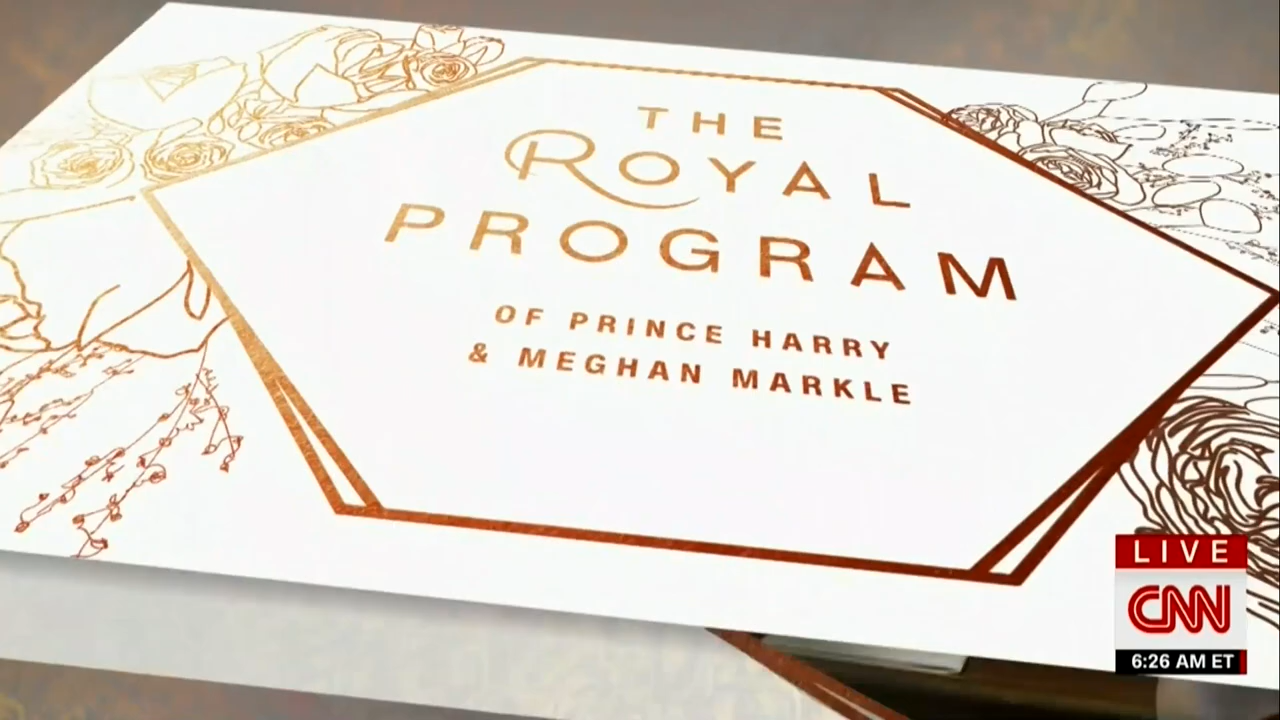 THE
ROYAL
PROGRAM
OF PRINCE HARRY
& MEGHAN MARKLE
LIVE
CNN
6:26 AM ET